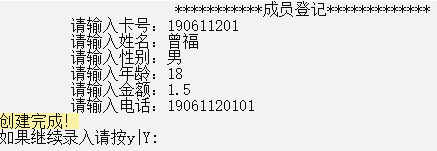 ***********成员登记*************
请输入卡号：190611201
请输入姓名：曾福
请输入性别：男
请输入年龄：18
请输入金额：1.5
请输入电话：19061120101
创建完成！
如果继续录入请按y|Y: